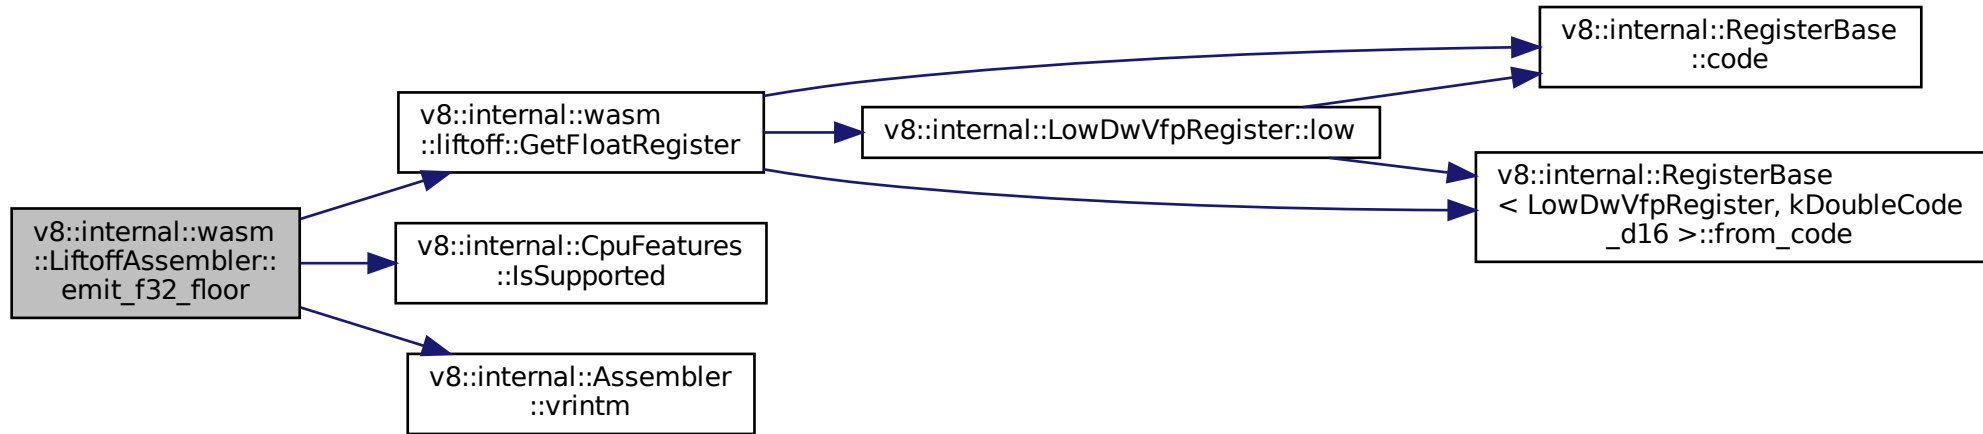 v8::internal::wasm
::LiftoffAssembler::
emit_f32_floor
v8::internal::wasm
::liftoff::GetFloatRegister
v8::internal::CpuFeatures
::IsSupported
v8::internal::Assembler
::vrintm
v8::internal::LowDwVfpRegister::low
v8::internal::RegisterBase
::code
v8::internal::RegisterBase
< LowDwVfpRegister, kDoubleCode
_d16 >::from_code